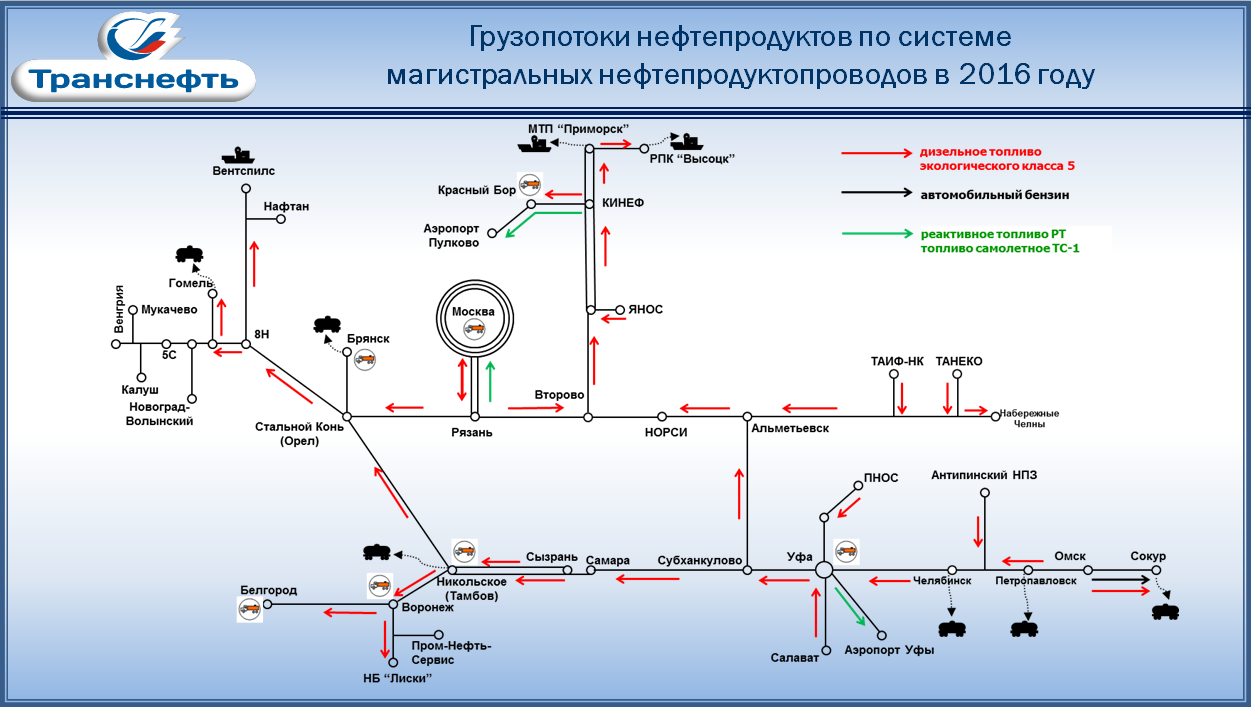 Транснефть
Грузопотоки нефтепродуктов по системе
магистральных нефтепродуктопроводов в 2016 году
МТП “Приморск”
РПК “Высоцк”
дизельное топливо
экологического класса 5
автомобильный бензин
реактивное топливо РТ
топливо самолетное ТС-1
Вентспилс
Нафтан
Красный Бор
КИНЕФ
Аэропорт
Пулково
Гомель
Венгрия
Мукачево
8Н
5С
Калуш
Новоград-
Волынский
Брянск
Москва
ЯНОС
Второво
ТАИФ-НК
ТАНЕКО
Стальной Конь
(Орел)
Рязань
НОРСИ
Альметьевск
Набережные
Челны
ПНОС
Антипинский НПЗ
Сызрань
Самара
Субханкулово
Уфа
Омск
Сокур
Челябинск
Петропавловск
Никольское
(Тамбов)
Белгород
Воронеж
Пром-Нефть-
Сервис
НБ “Лиски”
Салават
Аэропорт Уфы